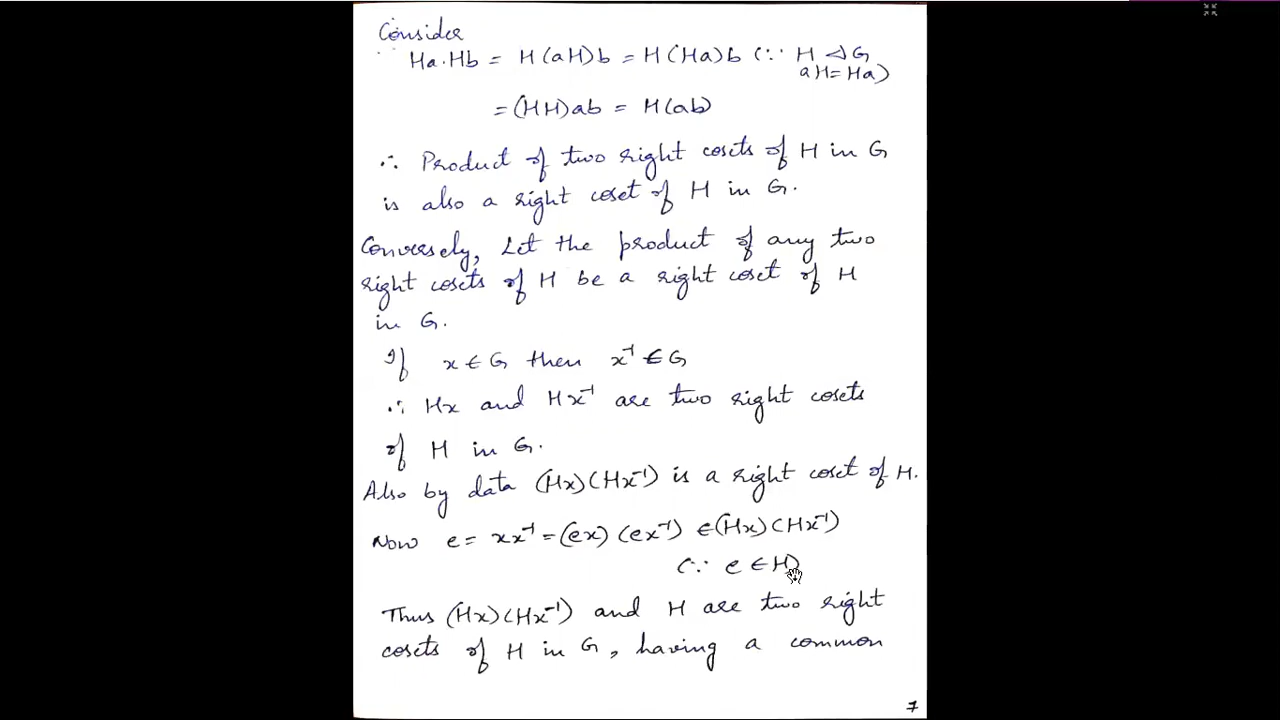 Consider
Ha.Hb = H(aH)b = H(Ha)b (∵ H ⊲ G
aH=Ha)
=(HH)ab = H(ab)
∴ Product of two right cosets of H in G
is also a right coset of H in G.
Conversely, Let the product of any two
right cosets of H be a right coset of H
in G.
If x ∈ G then x⁻¹ ∈ G
∴ Hx and Hx⁻¹ are two right cosets
of H in G.
Also by data (Hx)(Hx⁻¹) is a right coset of H.
Now e = xx⁻¹ = (ex) (ex⁻¹) ∈ (Hx)(Hx⁻¹)
(∵ e ∈ H)
Thus (Hx)(Hx⁻¹) and H are two right
cosets of H in G, having a common
7